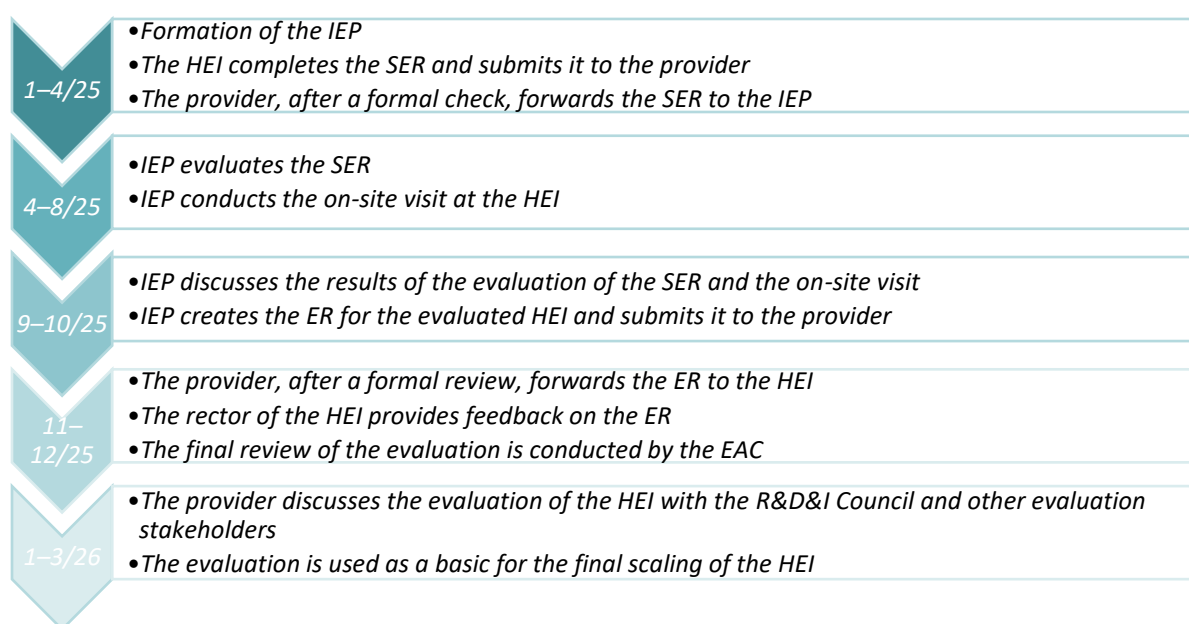 •Formation of the IEP
•The HEI completes the SER and submits it to the provider
1–4/25
•The provider, after a formal check, forwards the SER to the IEP
•IEP evaluates the SER
4–8/25
•IEP conducts the on-site visit at the HEI
•IEP discusses the results of the evaluation of the SER and the on-site visit
9–10/25
•IEP creates the ER for the evaluated HEI and submits it to the provider
•The provider, after a formal review, forwards the ER to the HEI
11–
12/25
•The rector of the HEI provides feedback on the ER
•The final review of the evaluation is conducted by the EAC
•The provider discusses the evaluation of the HEI with the R&D&I Council and other evaluation
stakeholders
1–3/26
•The evaluation is used as a basic for the final scaling of the HEI